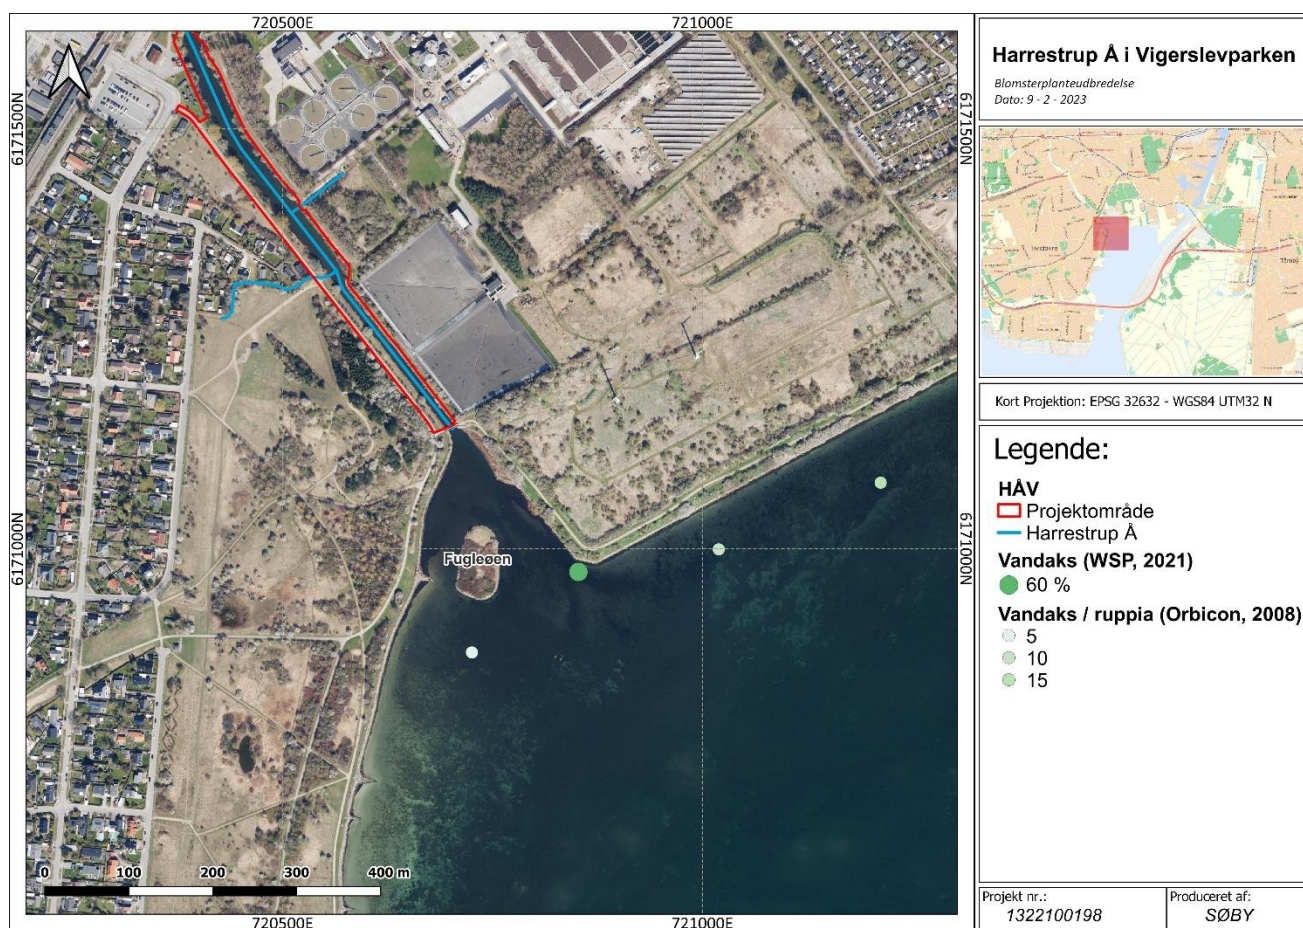 720500E
721000E
6171500N
6171500N
6171000N
6171000N
Fugleøen
0
100
200
300
400 m
720500E
721000E
Harrestrup Å i Vigerslevparken
Blomsterplanteudbredelse
Dato: 9 - 2 - 2023
Hvidovre
Tårnby
Kort Projektion: EPSG 32632 - WGS84 UTM32 N
Legende:
HÅV
Projektområde
Harrestrup Å
Vandaks (WSP, 2021)
60 %
Vandaks / ruppia (Orbicon, 2008)
5
10
15
Projekt nr.:
1322100198
Produceret af:
SØBY